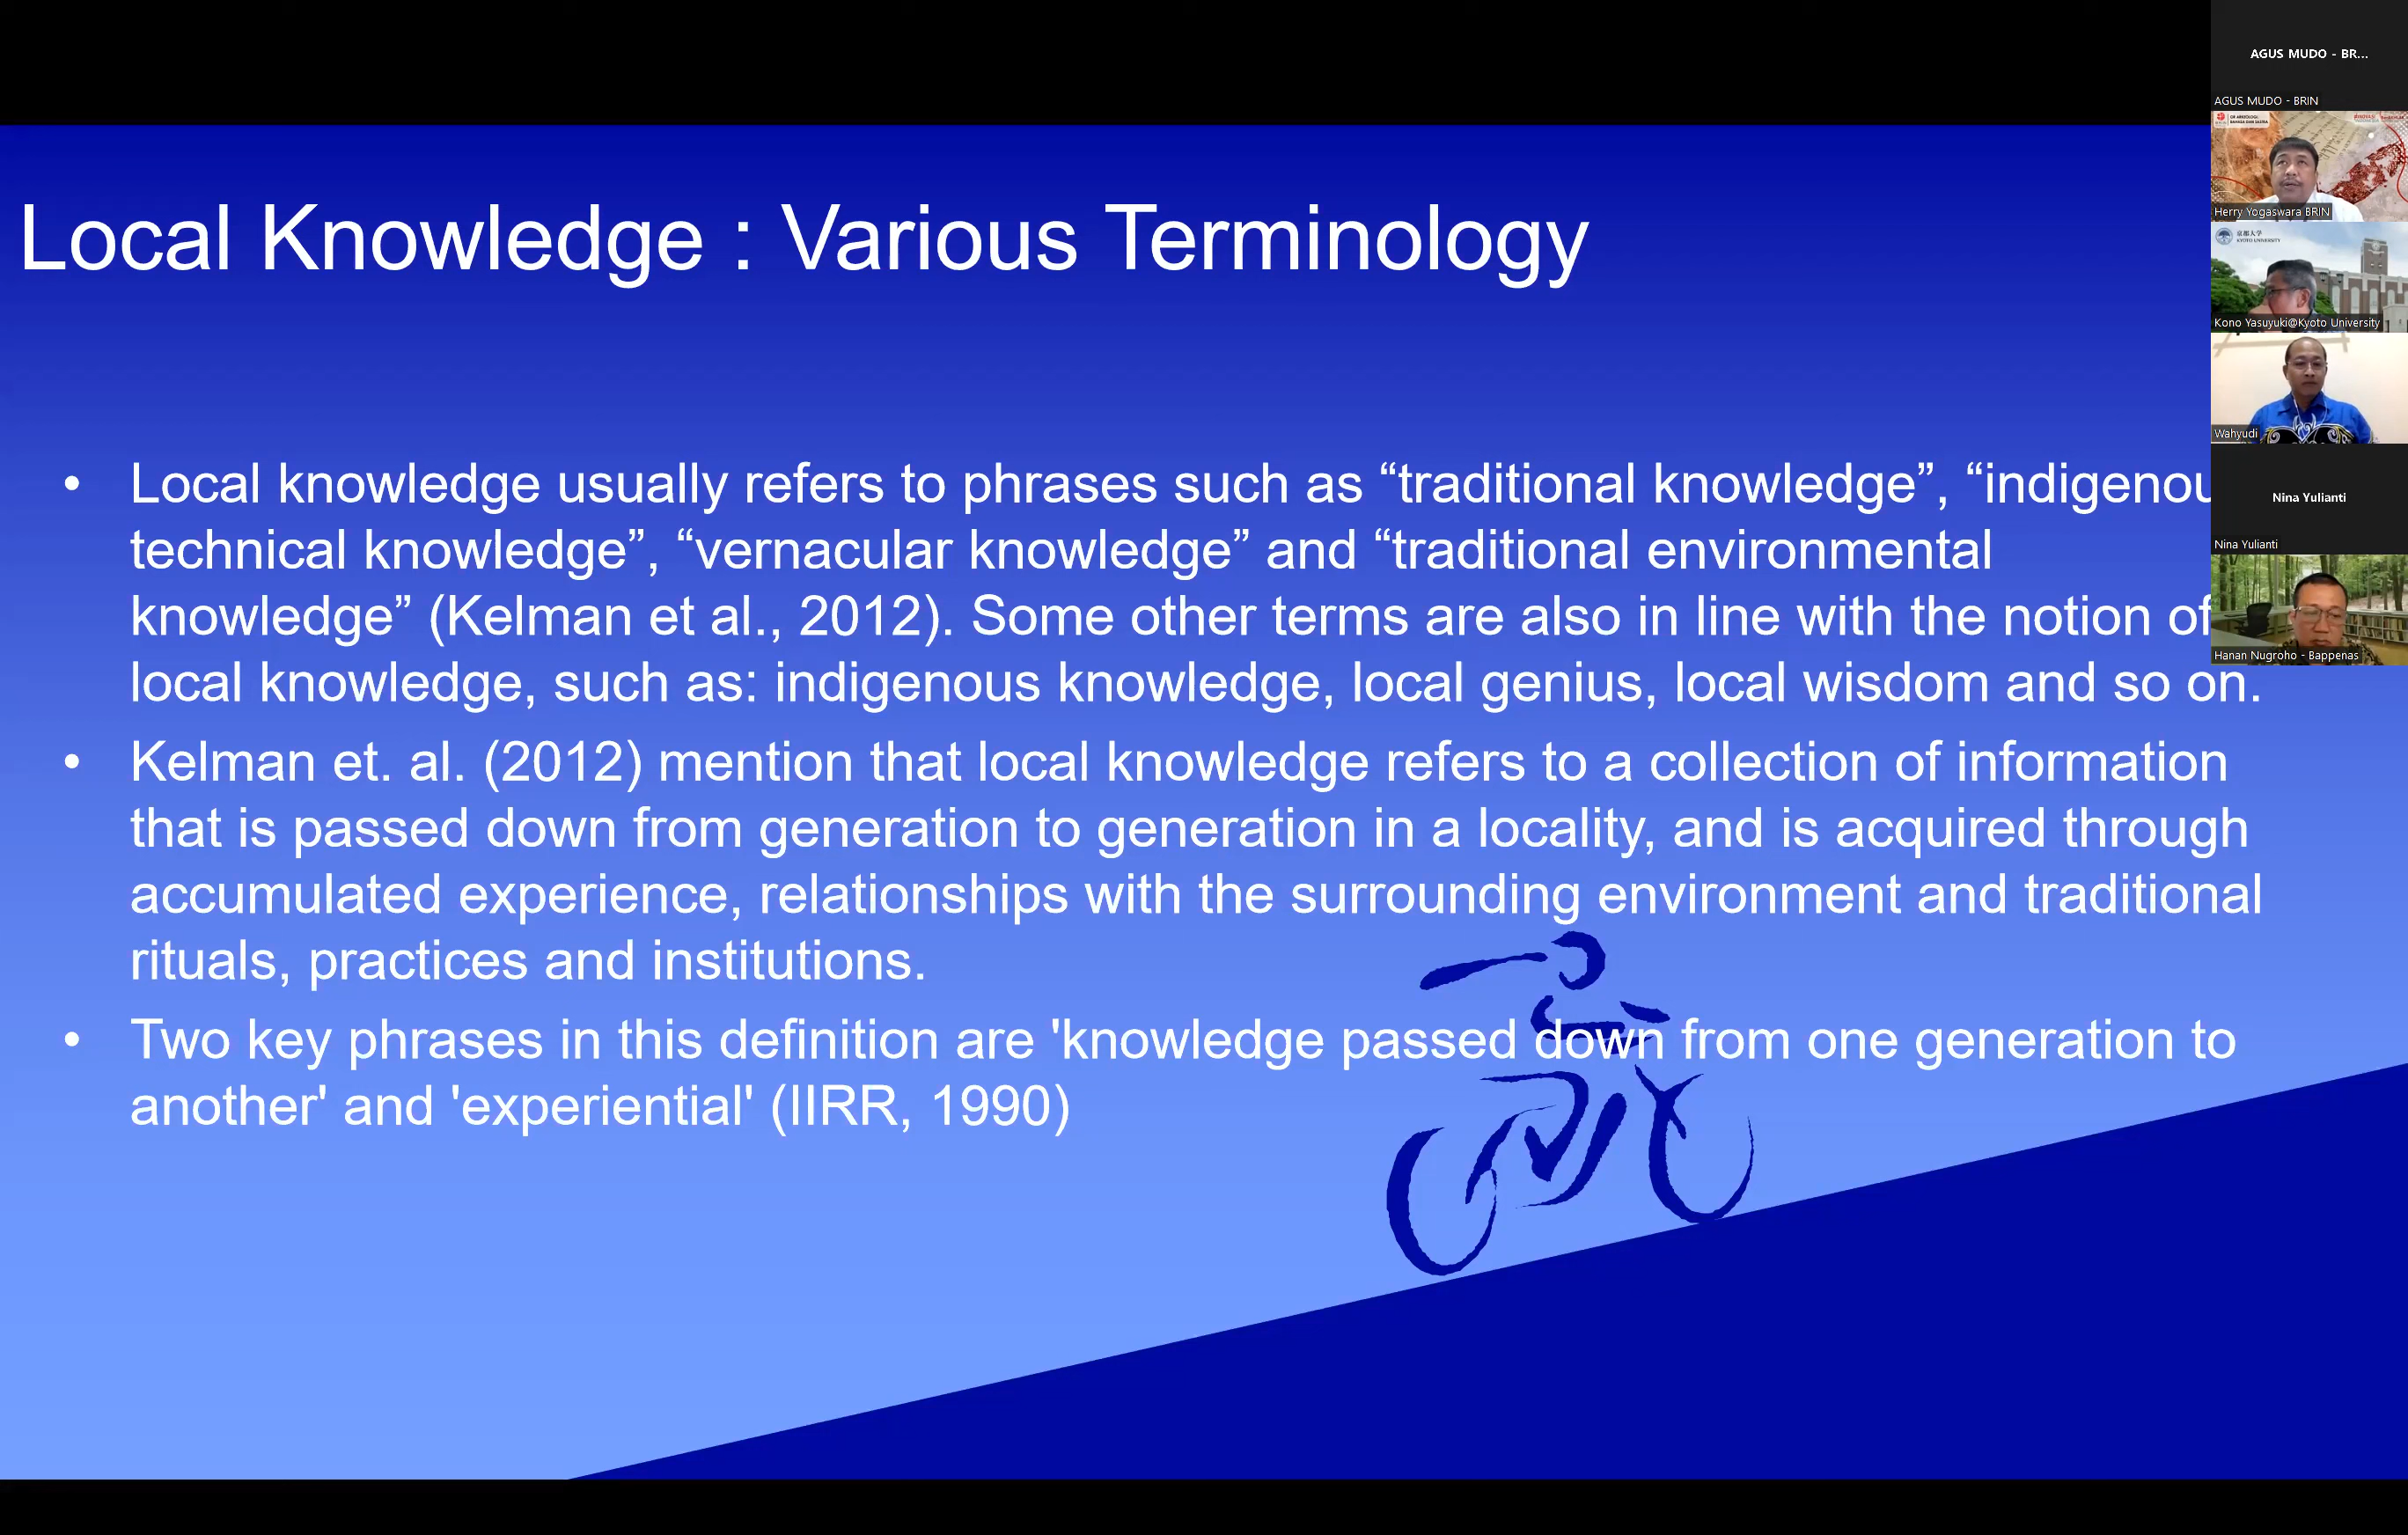 Local Knowledge : Various Terminology
• Local knowledge usually refers to phrases such as “traditional knowledge”, “indigenou
technical knowledge”, “vernacular knowledge” and “traditional environmental
knowledge” (Kelman et al., 2012). Some other terms are also in line with the notion of
local knowledge, such as: indigenous knowledge, local genius, local wisdom and so on.
• Kelman et. al. (2012) mention that local knowledge refers to a collection of information
that is passed down from generation to generation in a locality, and is acquired through
accumulated experience, relationships with the surrounding environment and traditional
rituals, practices and institutions.
• Two key phrases in this definition are 'knowledge passed down from one generation to
another' and 'experiential' (IIRR, 1990)
AGUS MUDO - BR...
AGUS MUDO - BRIN
Herry Yogaswara BRIN
京都大学
KYOTO UNIVERSITY
Kono Yasuyuki@Kyoto University
Wahyudi
Nina Yulianti
Nina Yulianti
Hanan Nugroho - Bappenas